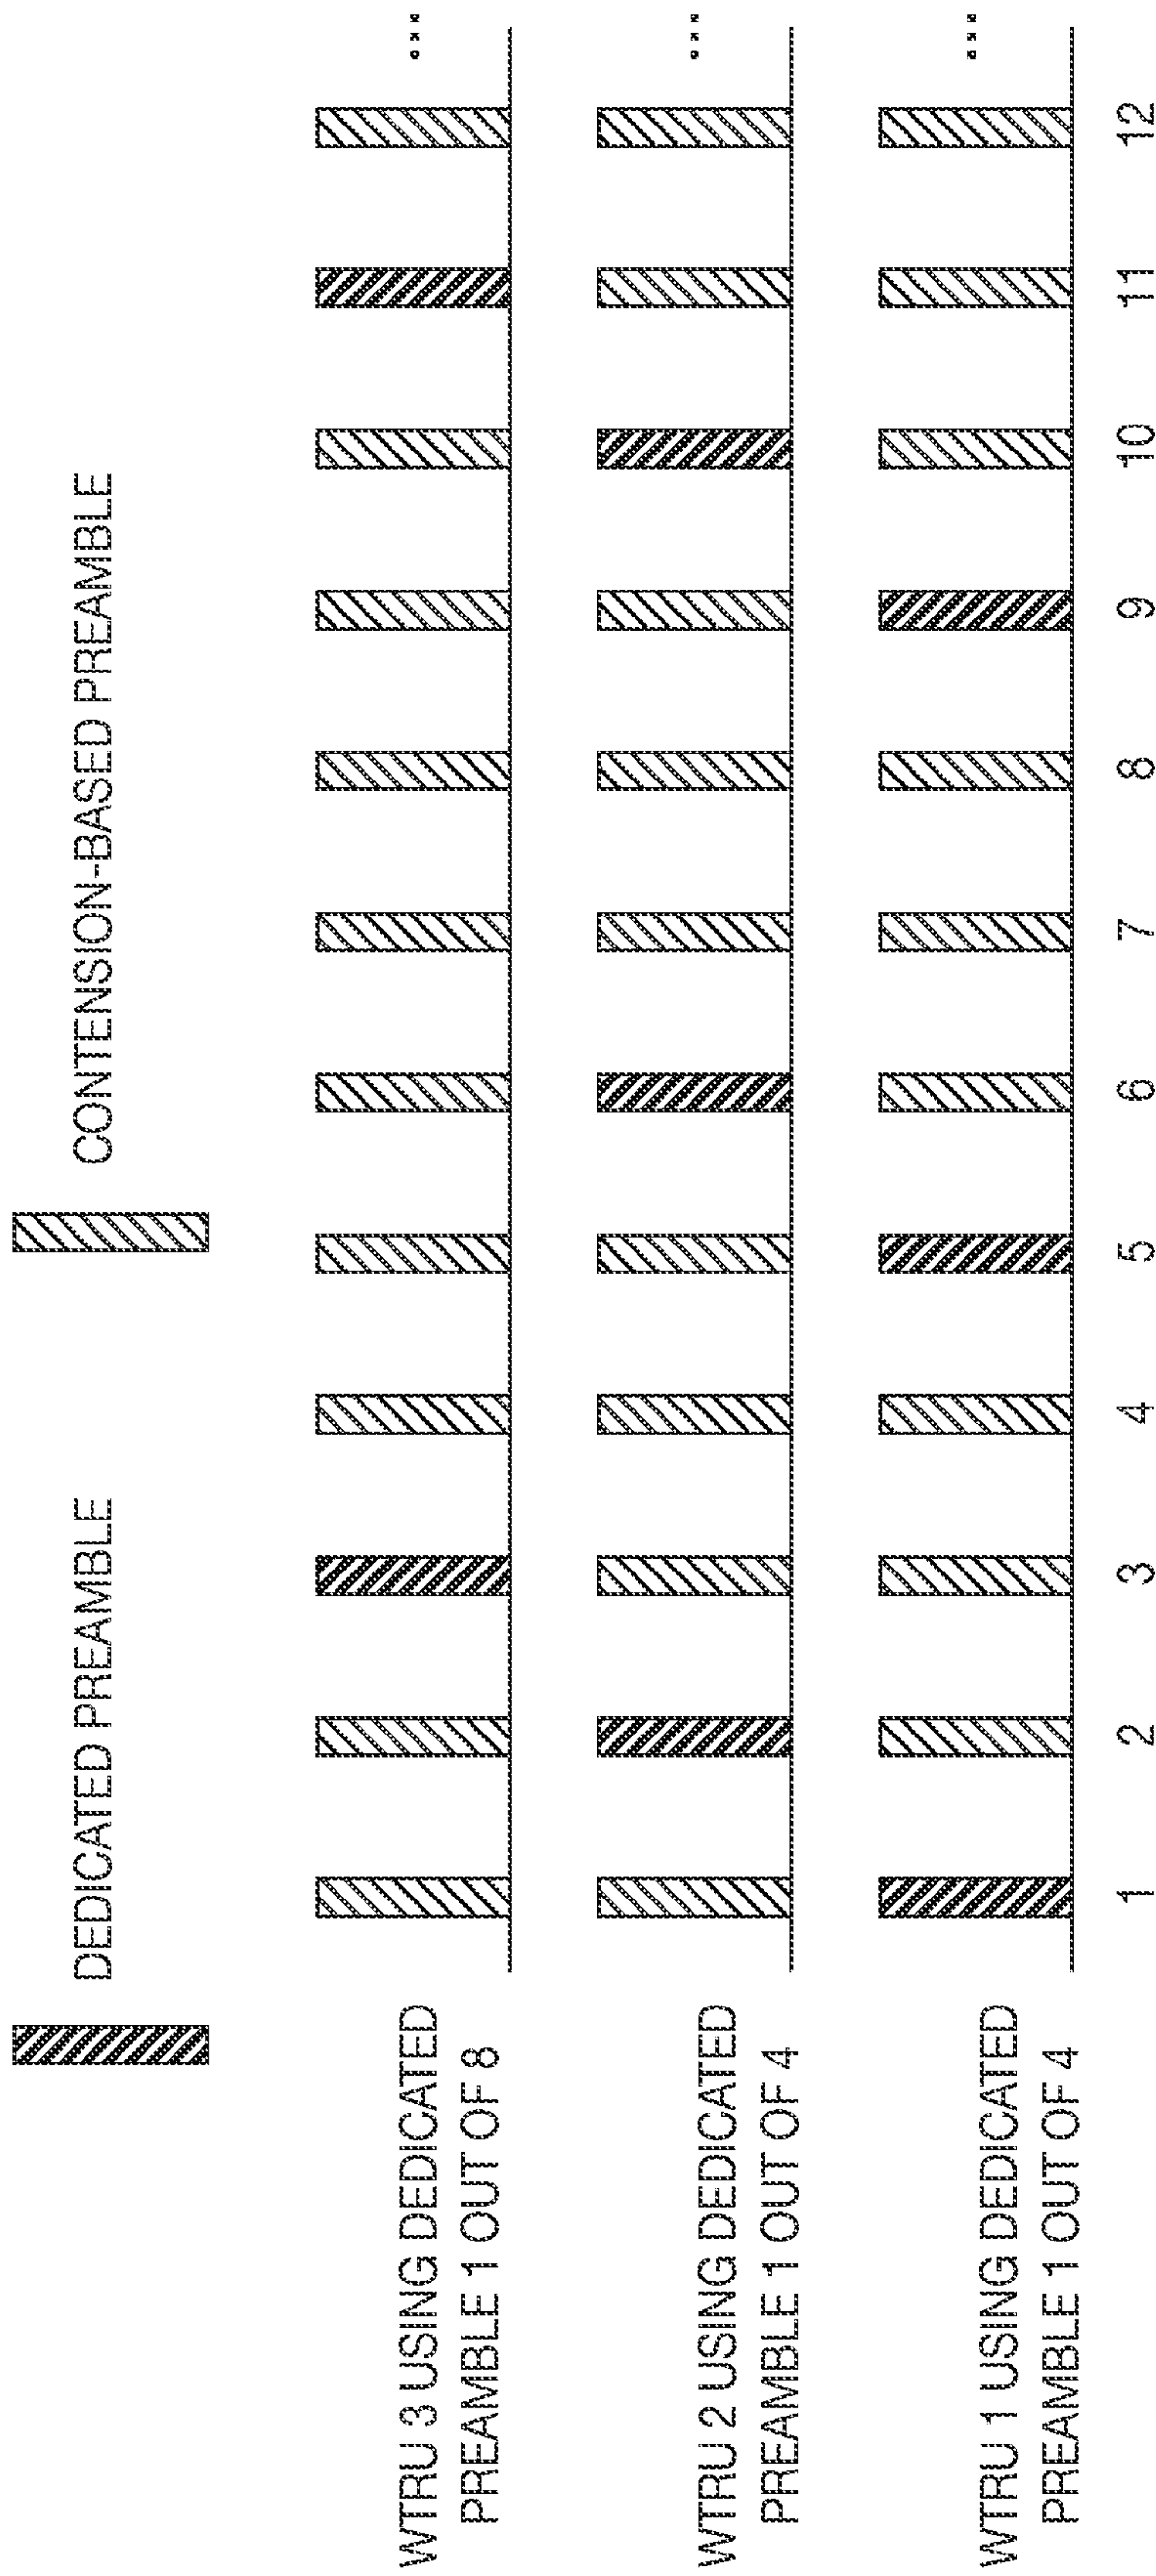 DEDICATED PREAMBLE
CONTENSION-BASED PREAMBLE
WTRU 3 USING DEDICATED
PREAMBLE 1 OUT OF 8
...
WTRU 2 USING DEDICATED
PREAMBLE 1 OUT OF 4
...
WTRU 1 USING DEDICATED
PREAMBLE 1 OUT OF 4
...
1 2 3 4 5 6 7 8 9 10 11 12